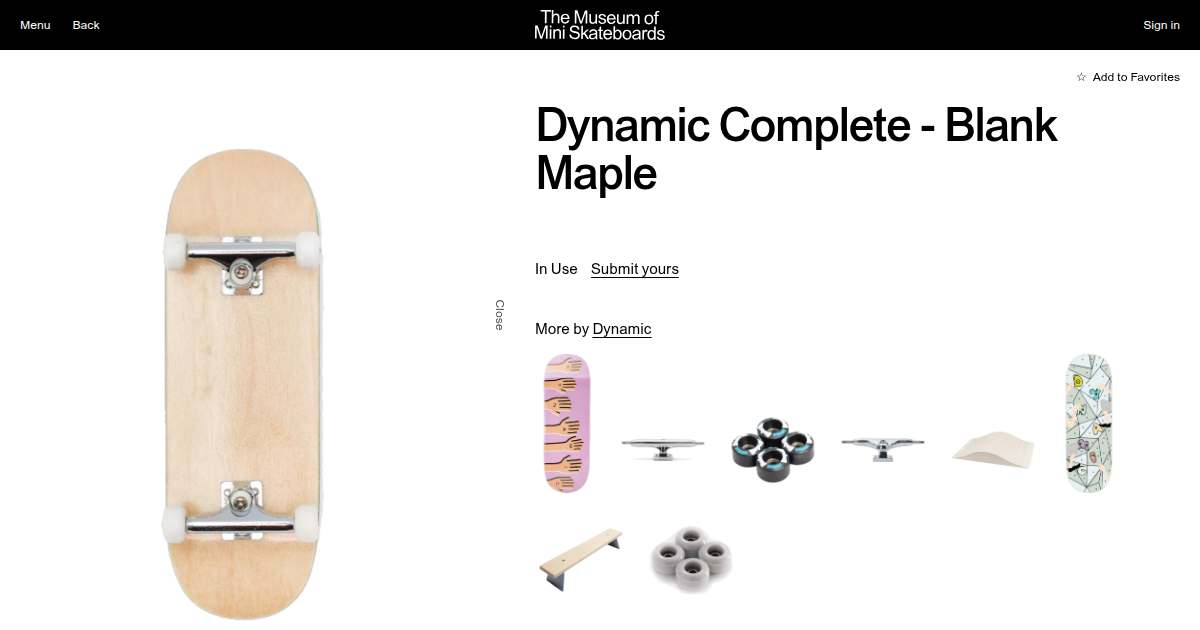 Menu
Back
The Museum of
Mini Skateboards
Sign in
☆ Add to Favorites
Dynamic Complete - Blank
Maple
In Use
Submit yours
Close
More by Dynamic